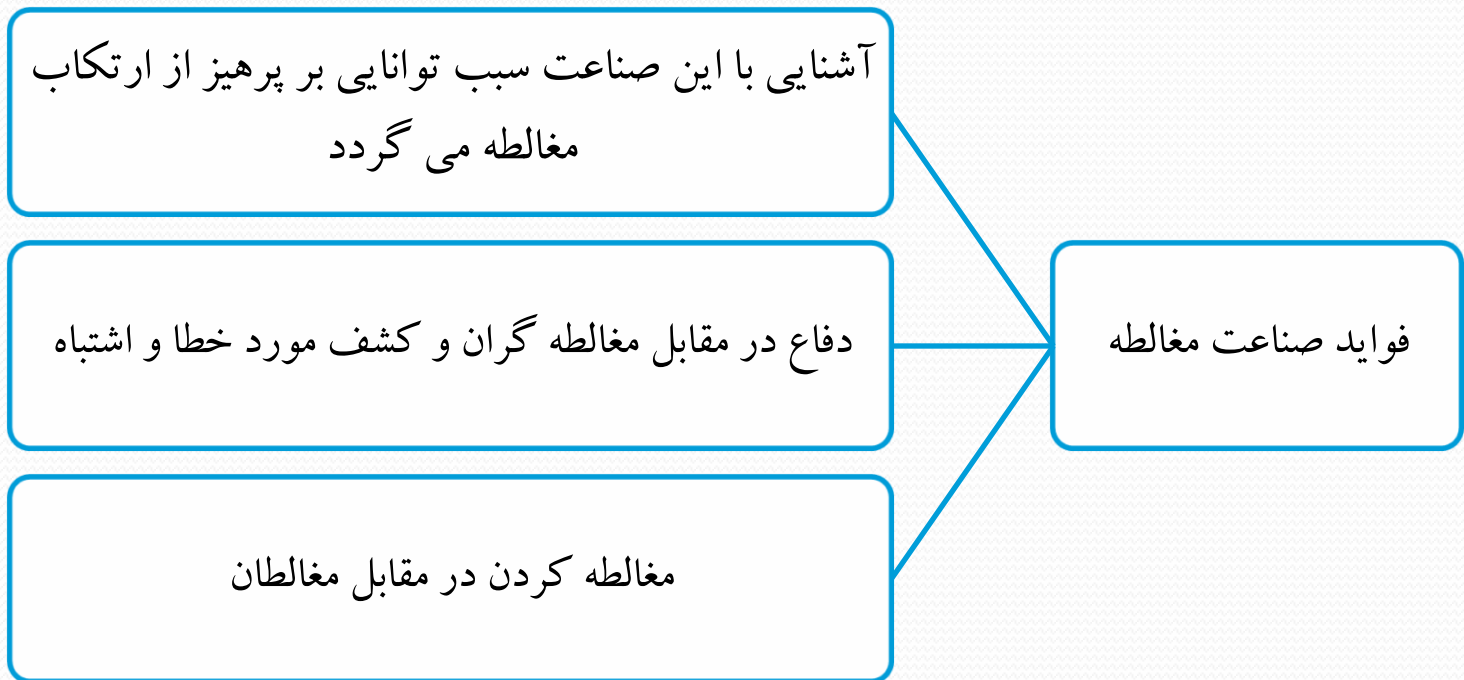 فواید صناعت مغالطه
آشنایی با این صناعت سبب توانایی بر پرهیز از ارتکاب
مغالطه می گردد
دفاع در مقابل مغالطه گران و کشف مورد خطا و اشتباه
مغالطه کردن در مقابل مغالطان